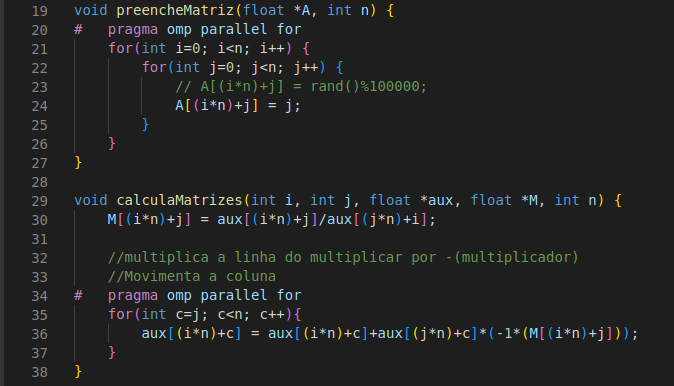 19 void preencheMatriz(float *A, int n) {
20 #   pragma omp parallel for
21     for(int i=0; i<n; i++) {
22         for(int j=0; j<n; j++) {
23             // A[(i*n)+j] = rand()%100000;
24             A[(i*n)+j] = j;
25         }
26     }
27 }
28
29 void calculaMatrizes(int i, int j, float *aux, float *M, int n) {
30     M[(i*n)+j] = aux[(i*n)+j]/aux[(j*n)+i];
31
32     //multiplica a linha do multiplicar por -(multiplicador)
33     //Movimenta a coluna
34 #   pragma omp parallel for
35     for(int c=j; c<n; c++){
36         aux[(i*n)+c] = aux[(i*n)+c]+aux[(j*n)+c]*(-1*(M[(i*n)+j]));
37     }
38 }